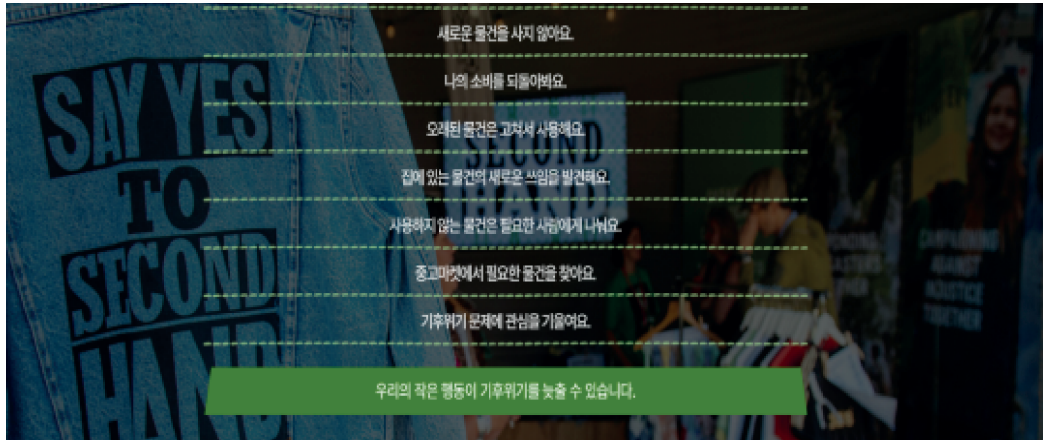 SAY YES
TO
SECOND
HAND
새로운 물건을 사지 않아요.
나의 소비를 되돌아봐요.
오래된 물건은 고쳐서 사용해요.
집에 있는 물건의 새로운 쓰임을 발견해요.
사용하지 않는 물건은 필요한 사람에게 나눠요.
중고마켓에서 필요한 물건을 찾아요.
기후위기 문제에 관심을 기울여요.
우리의 작은 행동이 기후위기를 늦출 수 있습니다.
SECOND
HAND
CAMPAIGNING
AGAINST
INJUSTICE
TOGETHER